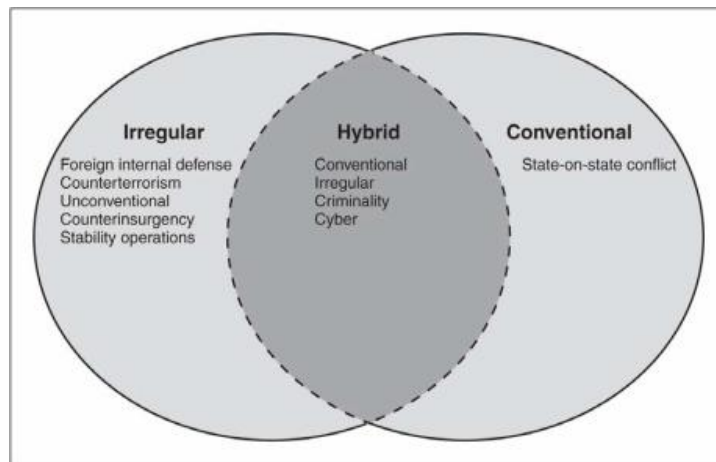 Irregular
Foreign internal defense
Counterterrorism
Unconventional
Counterinsurgency
Stability operations
Hybrid
Conventional
Irregular
Criminality
Cyber
Conventional
State-on-state conflict